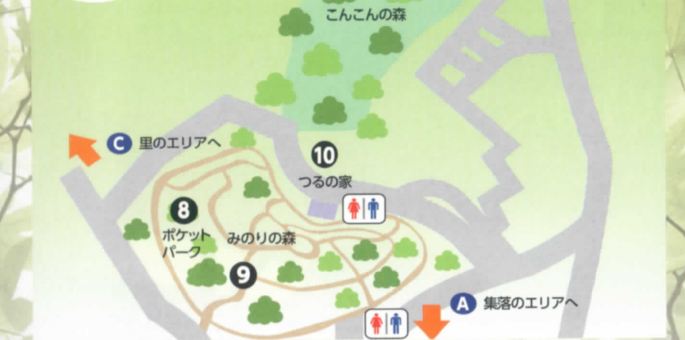 こんこんの森
C 里のエリアへ
10
つるの家
8
ポケット
パーク
みのりの森
9
A 集落のエリアへ